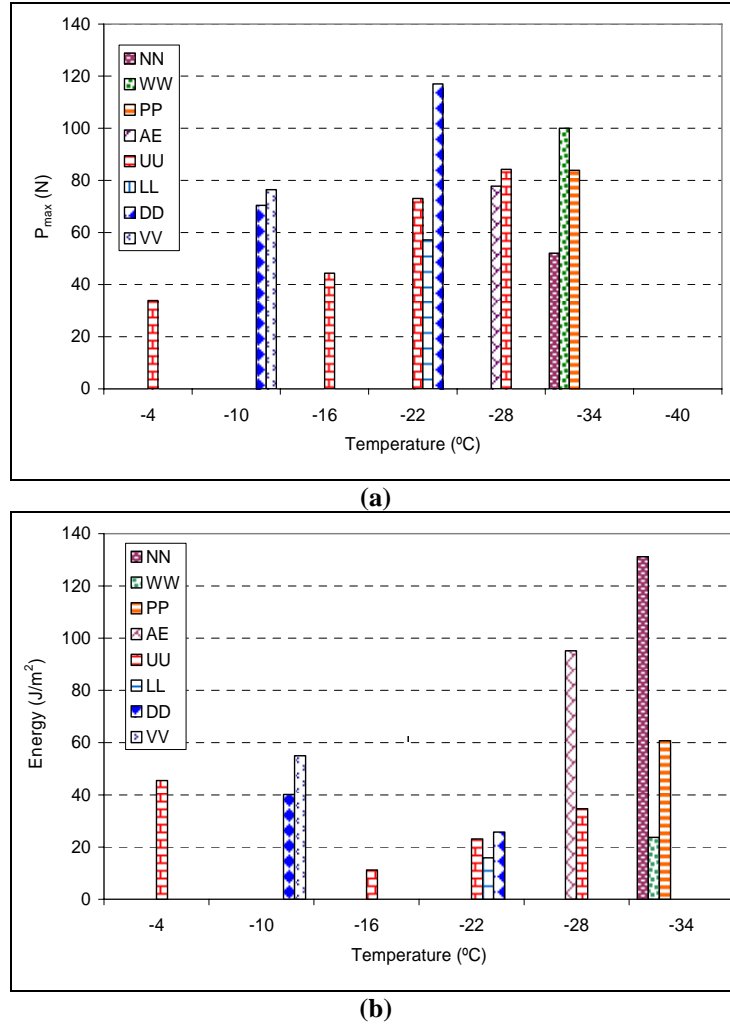 140
120
100
80
60
40
20
0
P_max (N)
NN
WW
PP
AE
UU
LL
DD
VV
-4 -10 -16 -22 -28 -34 -40
Temperature (ºC)
(a)
140
120
100
80
60
40
20
0
Energy (J/m²)
NN
WW
PP
AE
UU
LL
DD
VV
-4 -10 -16 -22 -28 -34
Temperature (ºC)
(b)